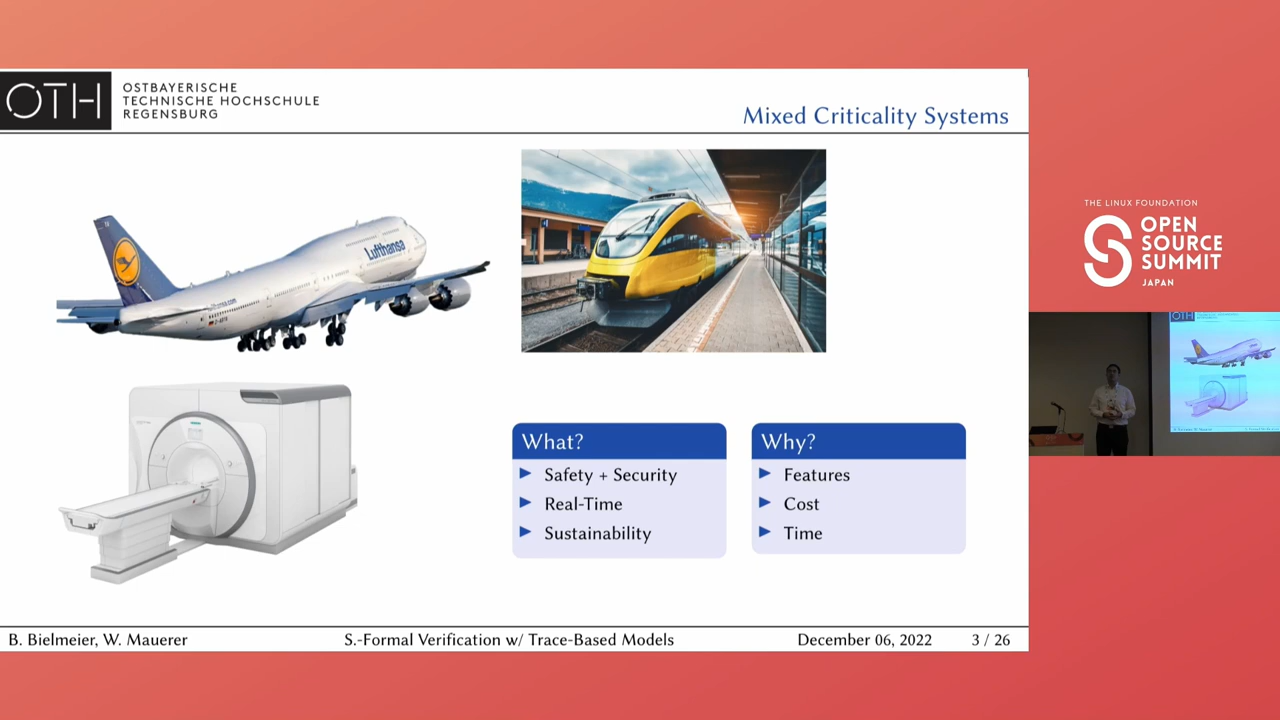 OTH
OSTBAYERISCHE
TECHNISCHE HOCHSCHULE
REGENSBURG
Mixed Criticality Systems
Lufthansa
THE LINUX FOUNDATION
OPEN
SOURCE
SUMMIT
JAPAN
What?
Safety + Security
Real-Time
Sustainability
Why?
Features
Cost
Time
B. Bielmeier, W. Mauerer
S.-Formal Verification w/ Trace-Based Models
December 06, 2022
3 / 26